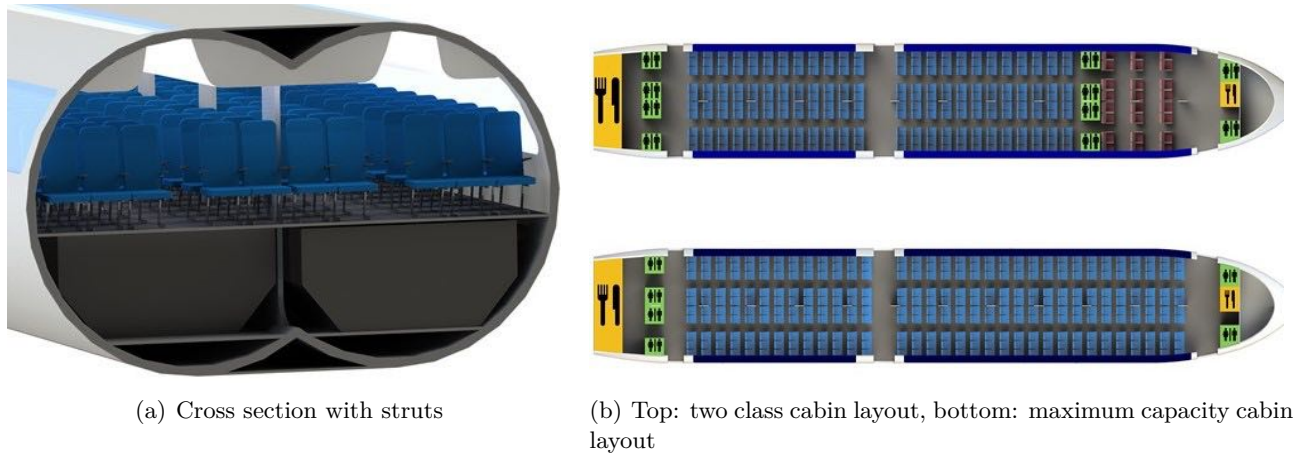 (a) Cross section with struts
(b) Top: two class cabin layout, bottom: maximum capacity cabin
layout